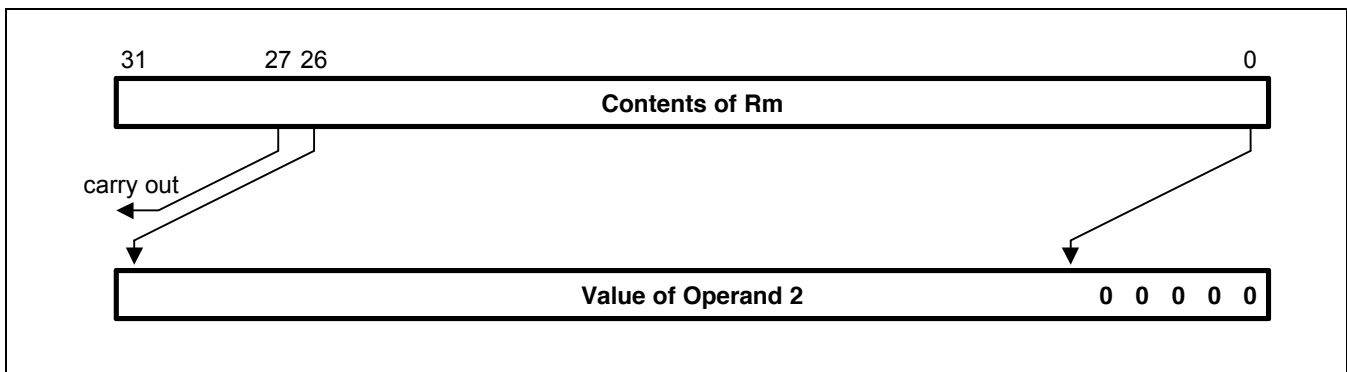 31 27 26 0
Contents of Rm
carry out
Value of Operand 2 0 0 0 0 0